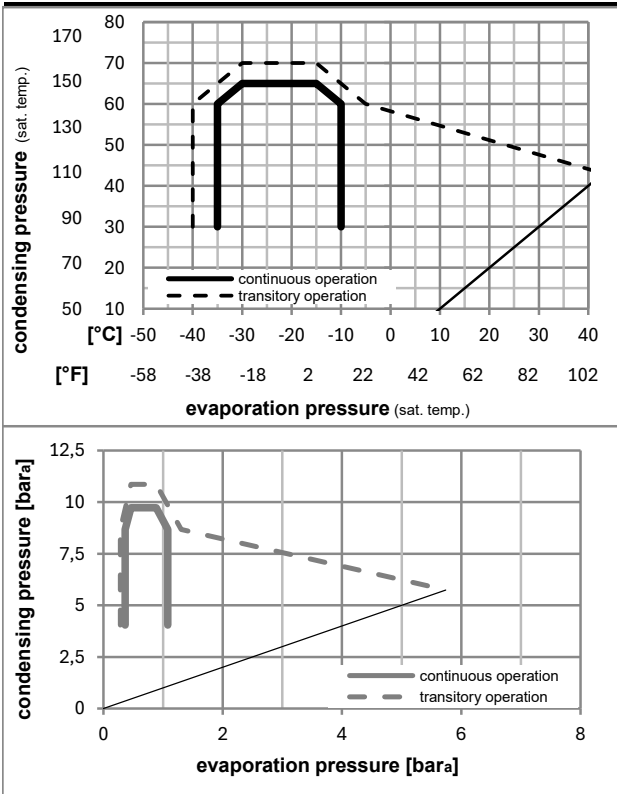 condensing pressure (sat. temp.)
170 80
150 70
130 60
110 50
90 40
70 30
50 20
10
continuous operation
transitory operation
[°C] -50 -40 -30 -20 -10 0 10 20 30 40
[°F] -58 -38 -18 2 22 42 62 82 102
evaporation pressure (sat. temp.)
condensing pressure [bara]
12,5
10
7,5
5
2,5
0
continuous operation
transitory operation
0 2 4 6 8
evaporation pressure [bara]